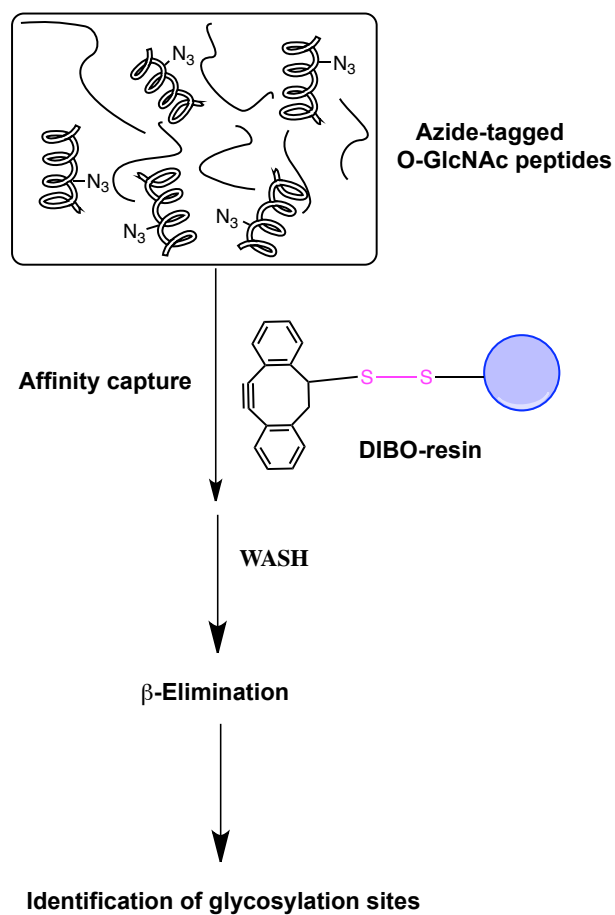 N3
N3
N3
N3
N3
Azide-tagged
O-GlcNAc peptides
Affinity capture
S
S
DIBO-resin
WASH
β-Elimination
Identification of glycosylation sites